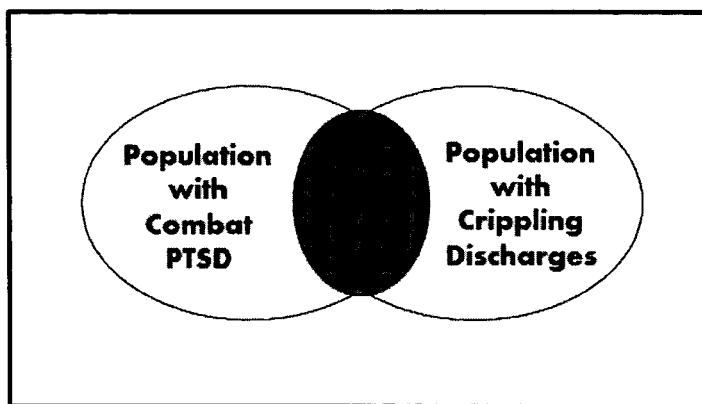 Population
with
Combat
PTSD
Population
with
Crippling
Discharges